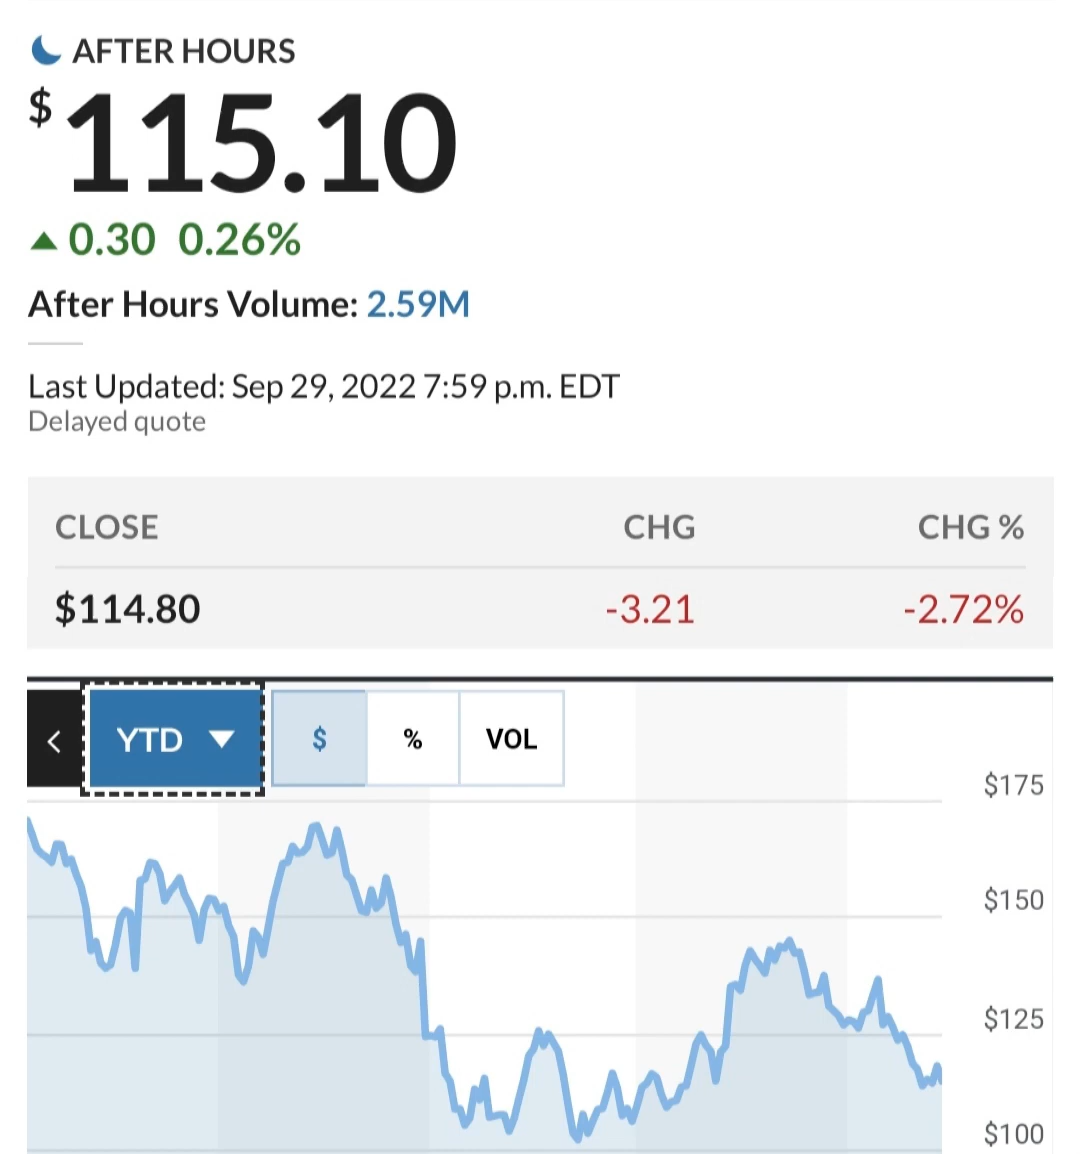 AFTER HOURS
$115.10
▲ 0.30 0.26%
After Hours Volume: 2.59M
Last Updated: Sep 29, 2022 7:59 p.m. EDT
Delayed quote
CLOSE CHG CHG %
$114.80 -3.21 -2.72%
< YTD ▼ $ % VOL
$175
$150
$125
$100